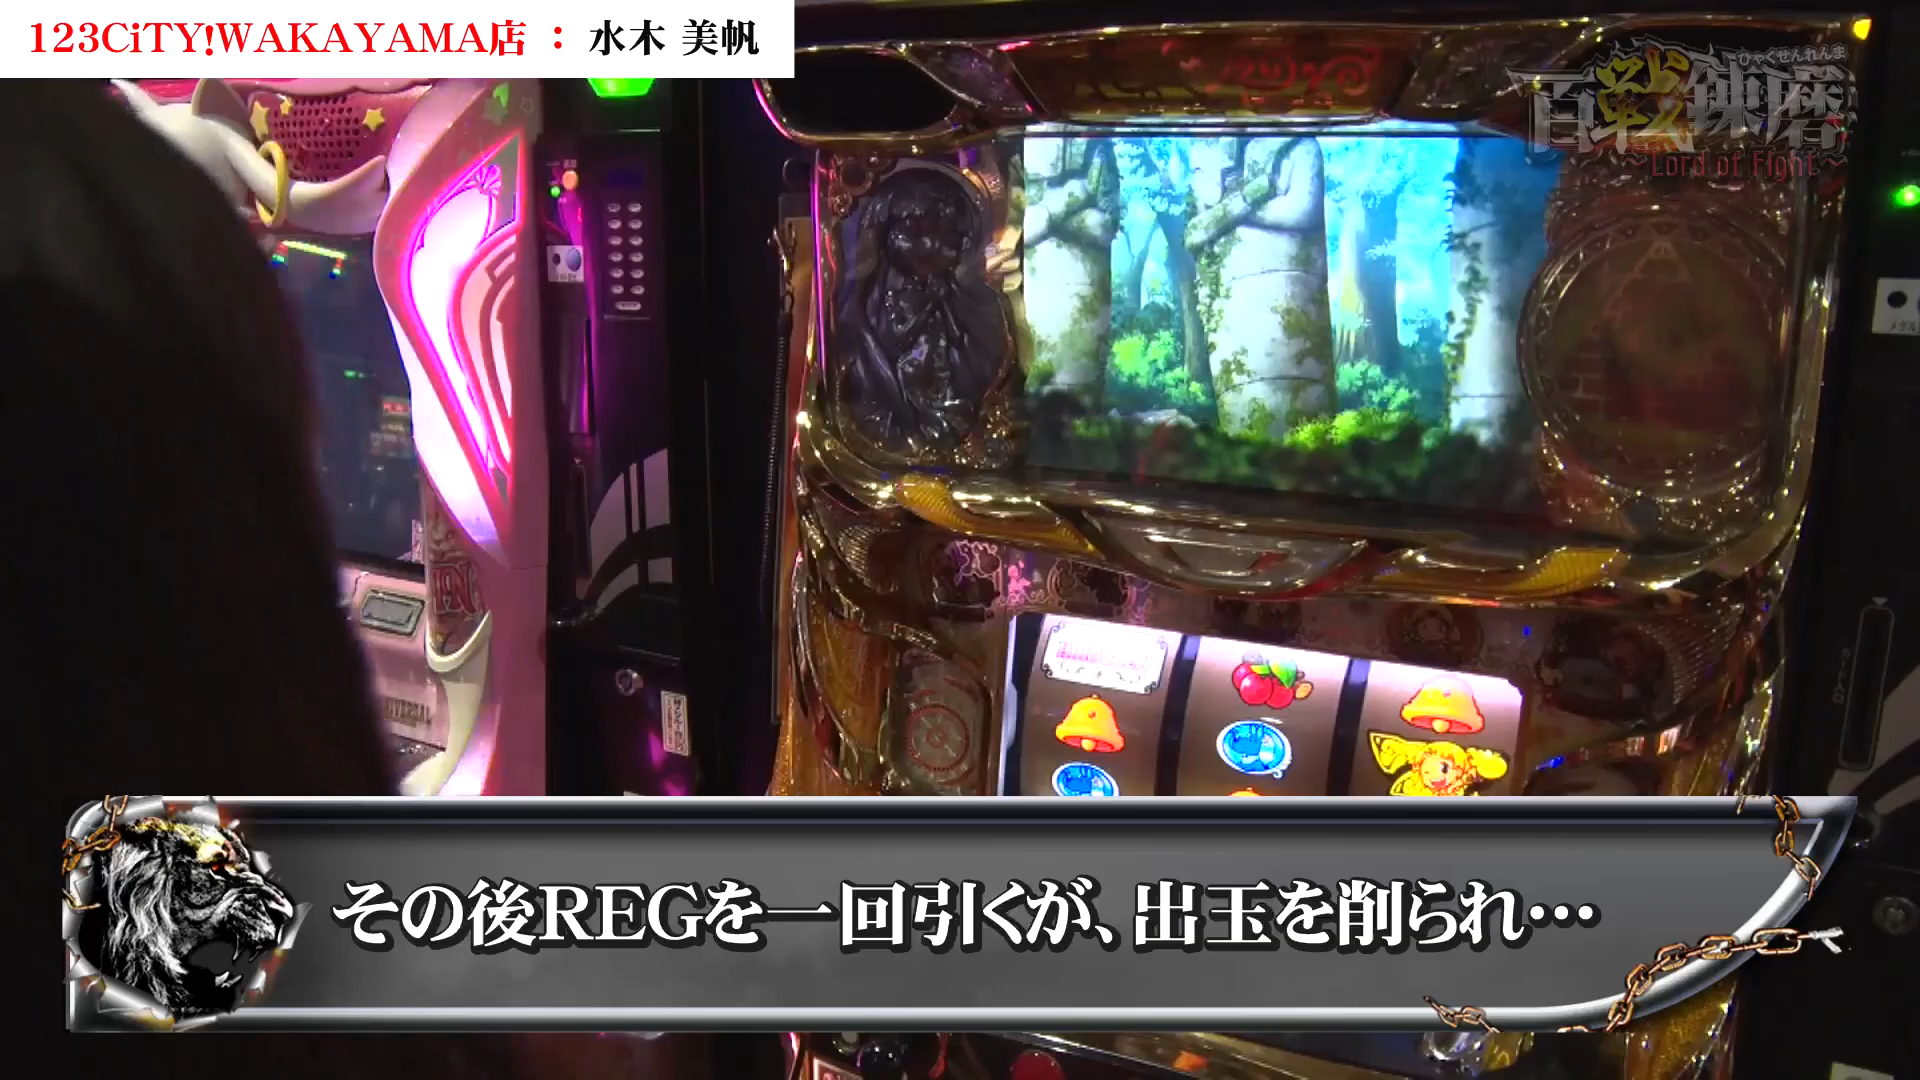 123CiTY!WAKAYAMA店 : 水木 美帆
ひゃくせんれんま
百戦錬磨
~Lord of Fight~
その後REGを一回引くが、出玉を削られ…